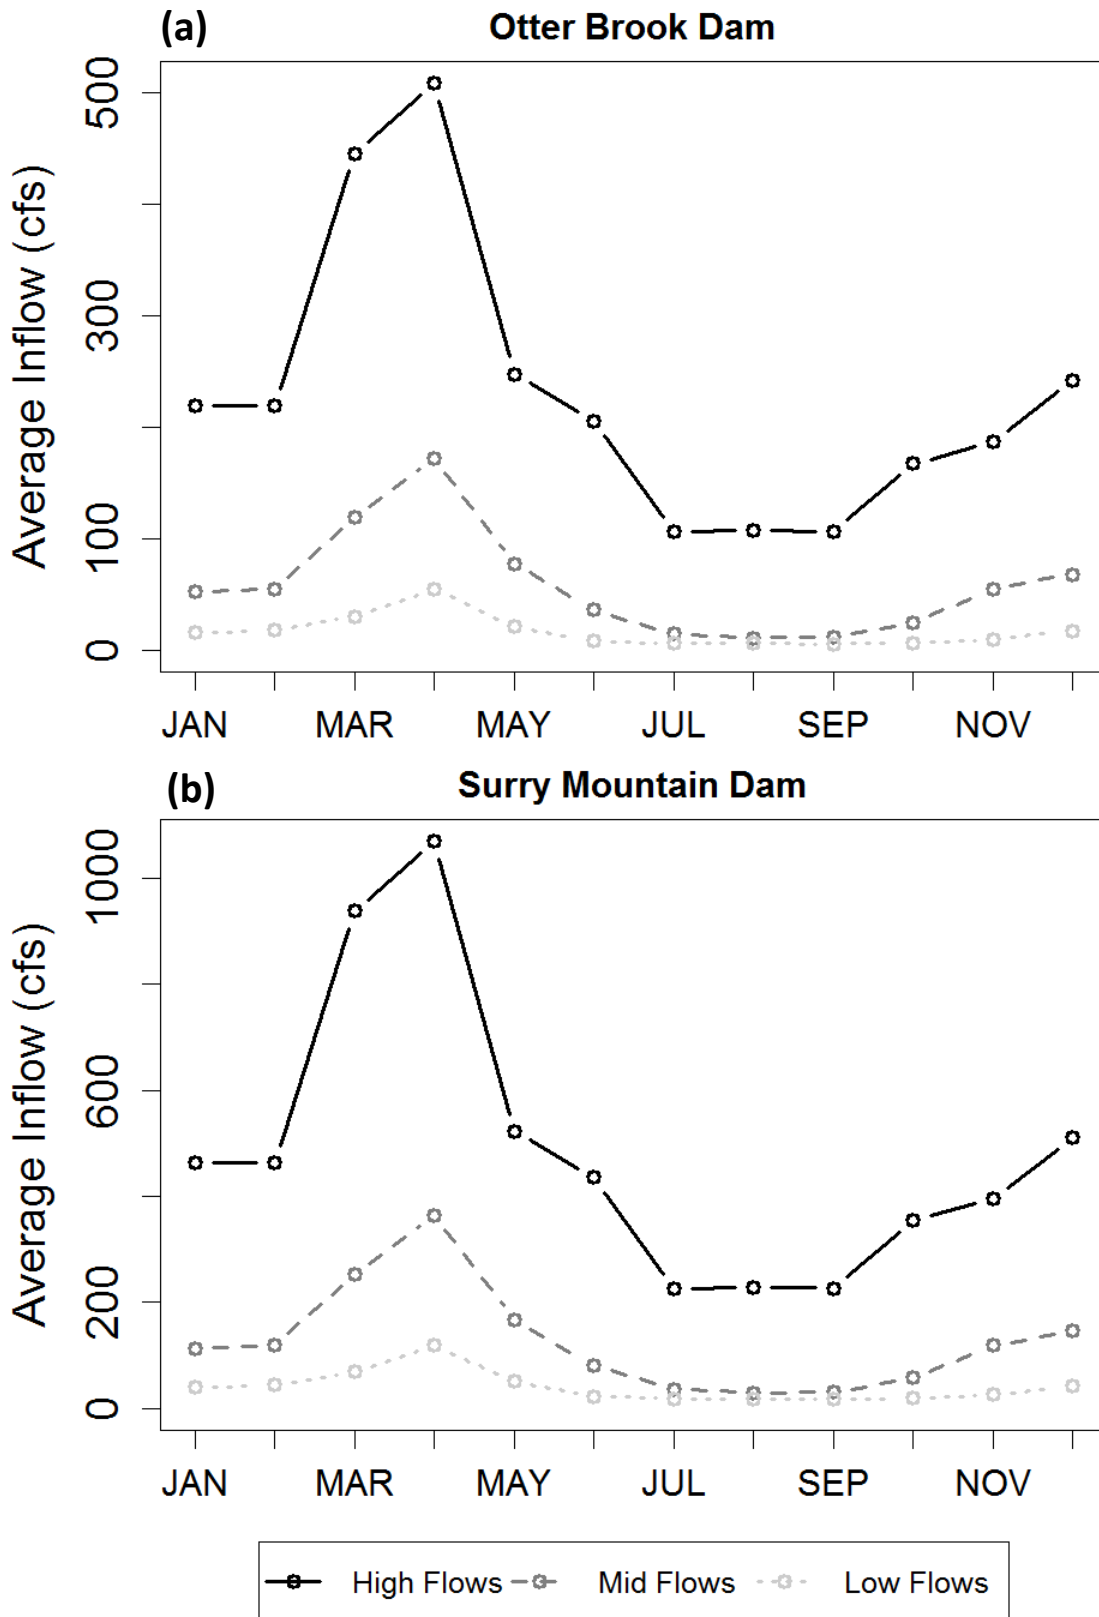 (a) Otter Brook Dam
Average Inflow (cfs)
500
300
100
0
JAN MAR MAY JUL SEP NOV
(b) Surry Mountain Dam
Average Inflow (cfs)
1000
600
200
0
JAN MAR MAY JUL SEP NOV
High Flows Mid Flows Low Flows